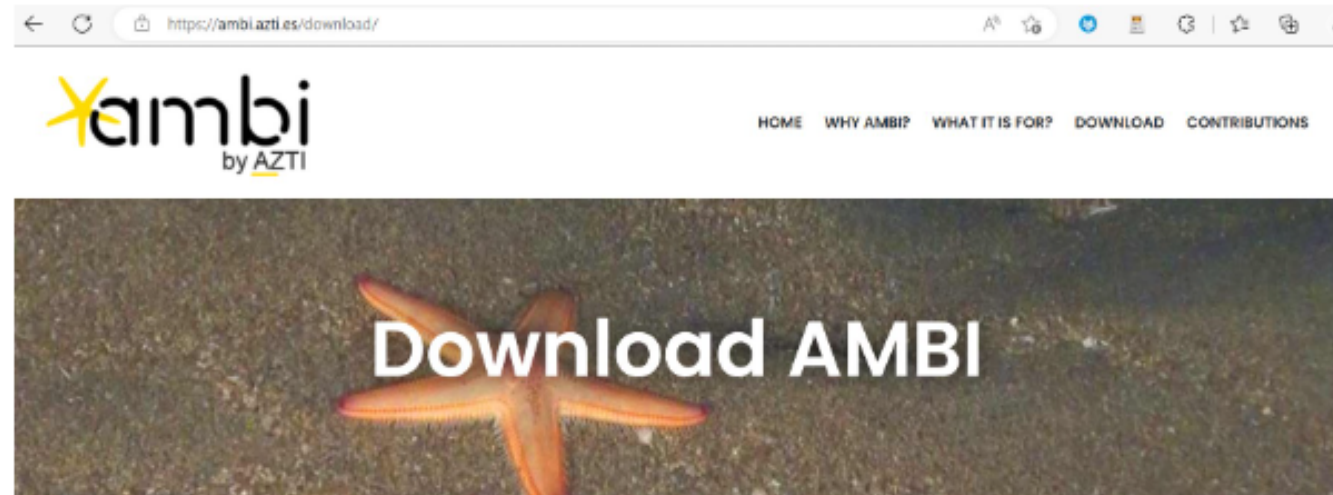 https://ambi.azti.es/download/
ambi
by AZTI
HOME WHY AMBI? WHAT IT IS FOR? DOWNLOAD CONTRIBUTIONS
Download AMBI